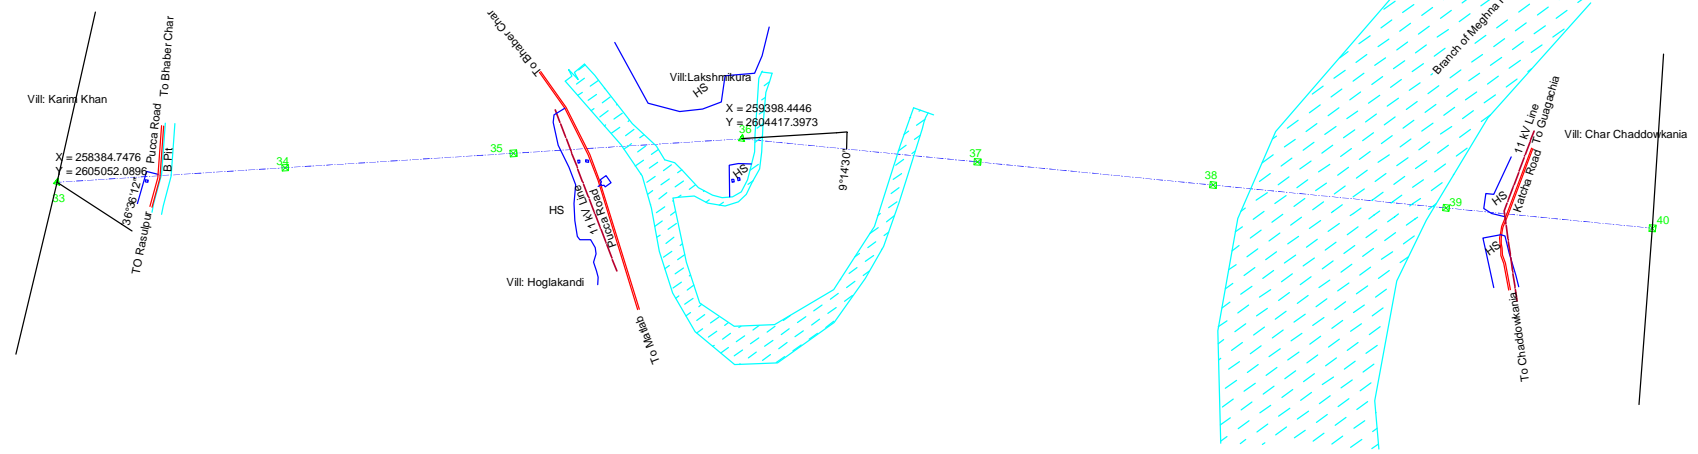 Vill: Karim Khan
X = 258384.7476
Y = 2605052.0896
33
36°36'12"
Pucca Road
To Bhaber Char
B Pit
TO Rasulpur
34
35
To Bhaber Char
HS
11 kV Line
Pucca Road
Vill: Hoglakandi
To Matlab
Vill:Lakshmikura
HS
X = 259398.4446
Y = 2604417.3973
36
HS
9°14'30"
37
38
Branch of Meghna
39
11 kV Line
Katcha Road To Guagachia
HS
HS
To Chaddowkania
Vill: Char Chaddowkania
40